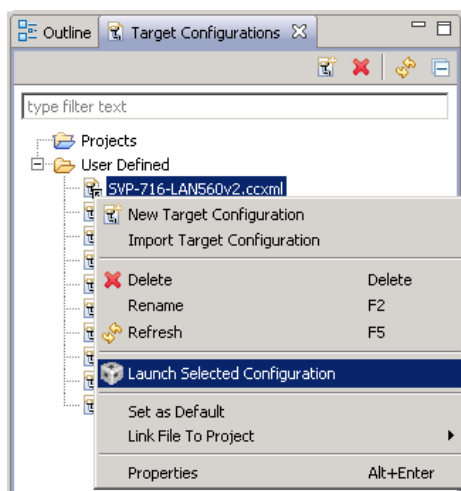 Outline Target Configurations
type filter text
Projects
User Defined
SVP-716-LAN560v2.ccxml
New Target Configuration
Import Target Configuration
Delete Delete
Rename F2
Refresh F5
Launch Selected Configuration
Set as Default
Link File To Project
Properties Alt+Enter